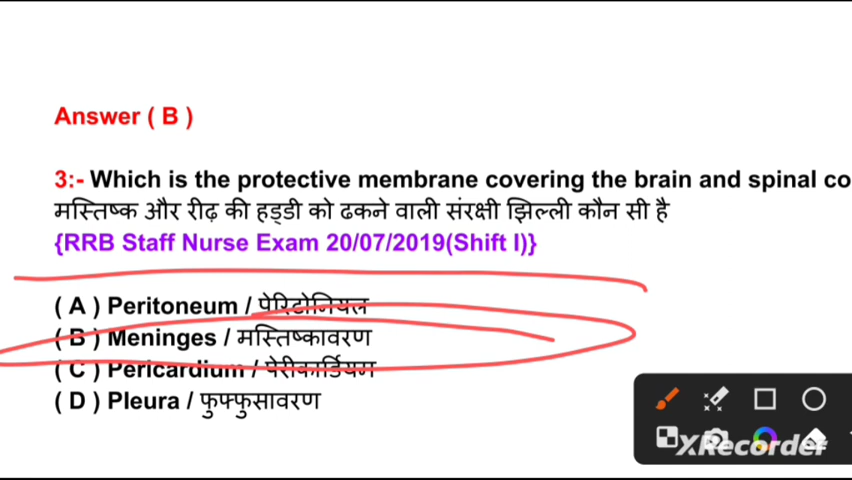 Answer ( B )
3:- Which is the protective membrane covering the brain and spinal co
मस्तिष्क और रीढ़ की हड्डी को ढकने वाली संरक्षी झिल्ली कौन सी है
{RRB Staff Nurse Exam 20/07/2019(Shift I)}
( A ) Peritoneum / पेरिटोनियल
( B ) Meninges / मस्तिष्कावरण
( C ) Pericardium / पेरीकार्डियम
( D ) Pleura / फुफ्फुसावरण
XRecorder